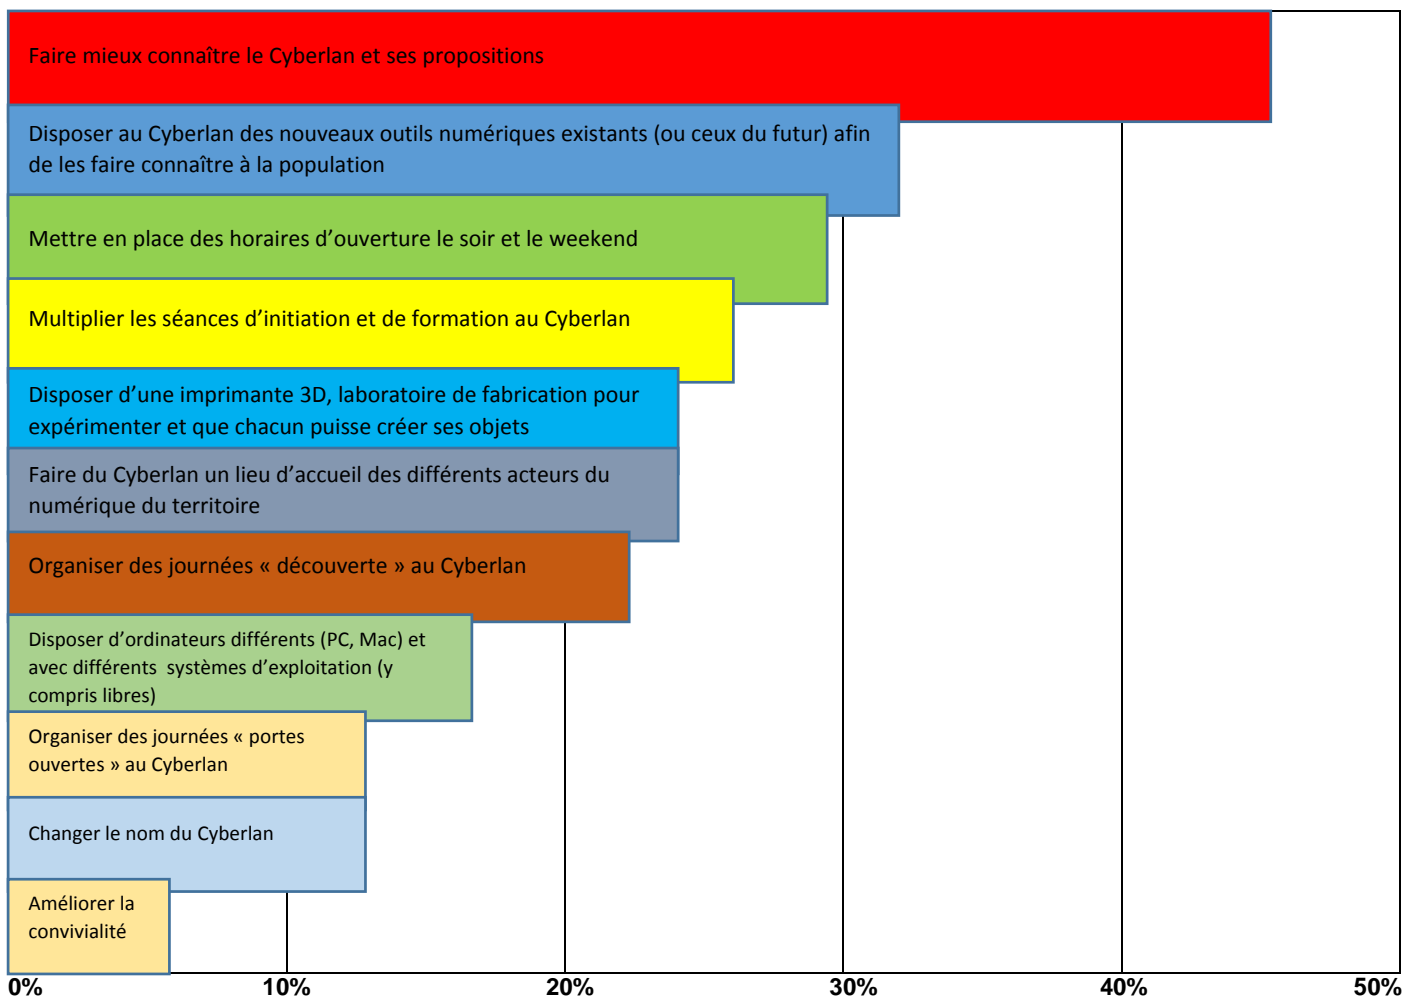 Faire mieux connaître le Cyberlan et ses propositions
Disposer au Cyberlan des nouveaux outils numériques existants (ou ceux du futur) afin
de les faire connaître à la population
Mettre en place des horaires d’ouverture le soir et le weekend
Multiplier les séances d’initiation et de formation au Cyberlan
Disposer d’une imprimante 3D, laboratoire de fabrication pour
expérimenter et que chacun puisse créer ses objets
Faire du Cyberlan un lieu d’accueil des différents acteurs du
numérique du territoire
Organiser des journées « découverte » au Cyberlan
Disposer d’ordinateurs différents (PC, Mac) et
avec différents systèmes d’exploitation (y
compris libres)
Organiser des journées « portes
ouvertes » au Cyberlan
Changer le nom du Cyberlan
Améliorer la
convivialité
0% 10% 20% 30% 40% 50%